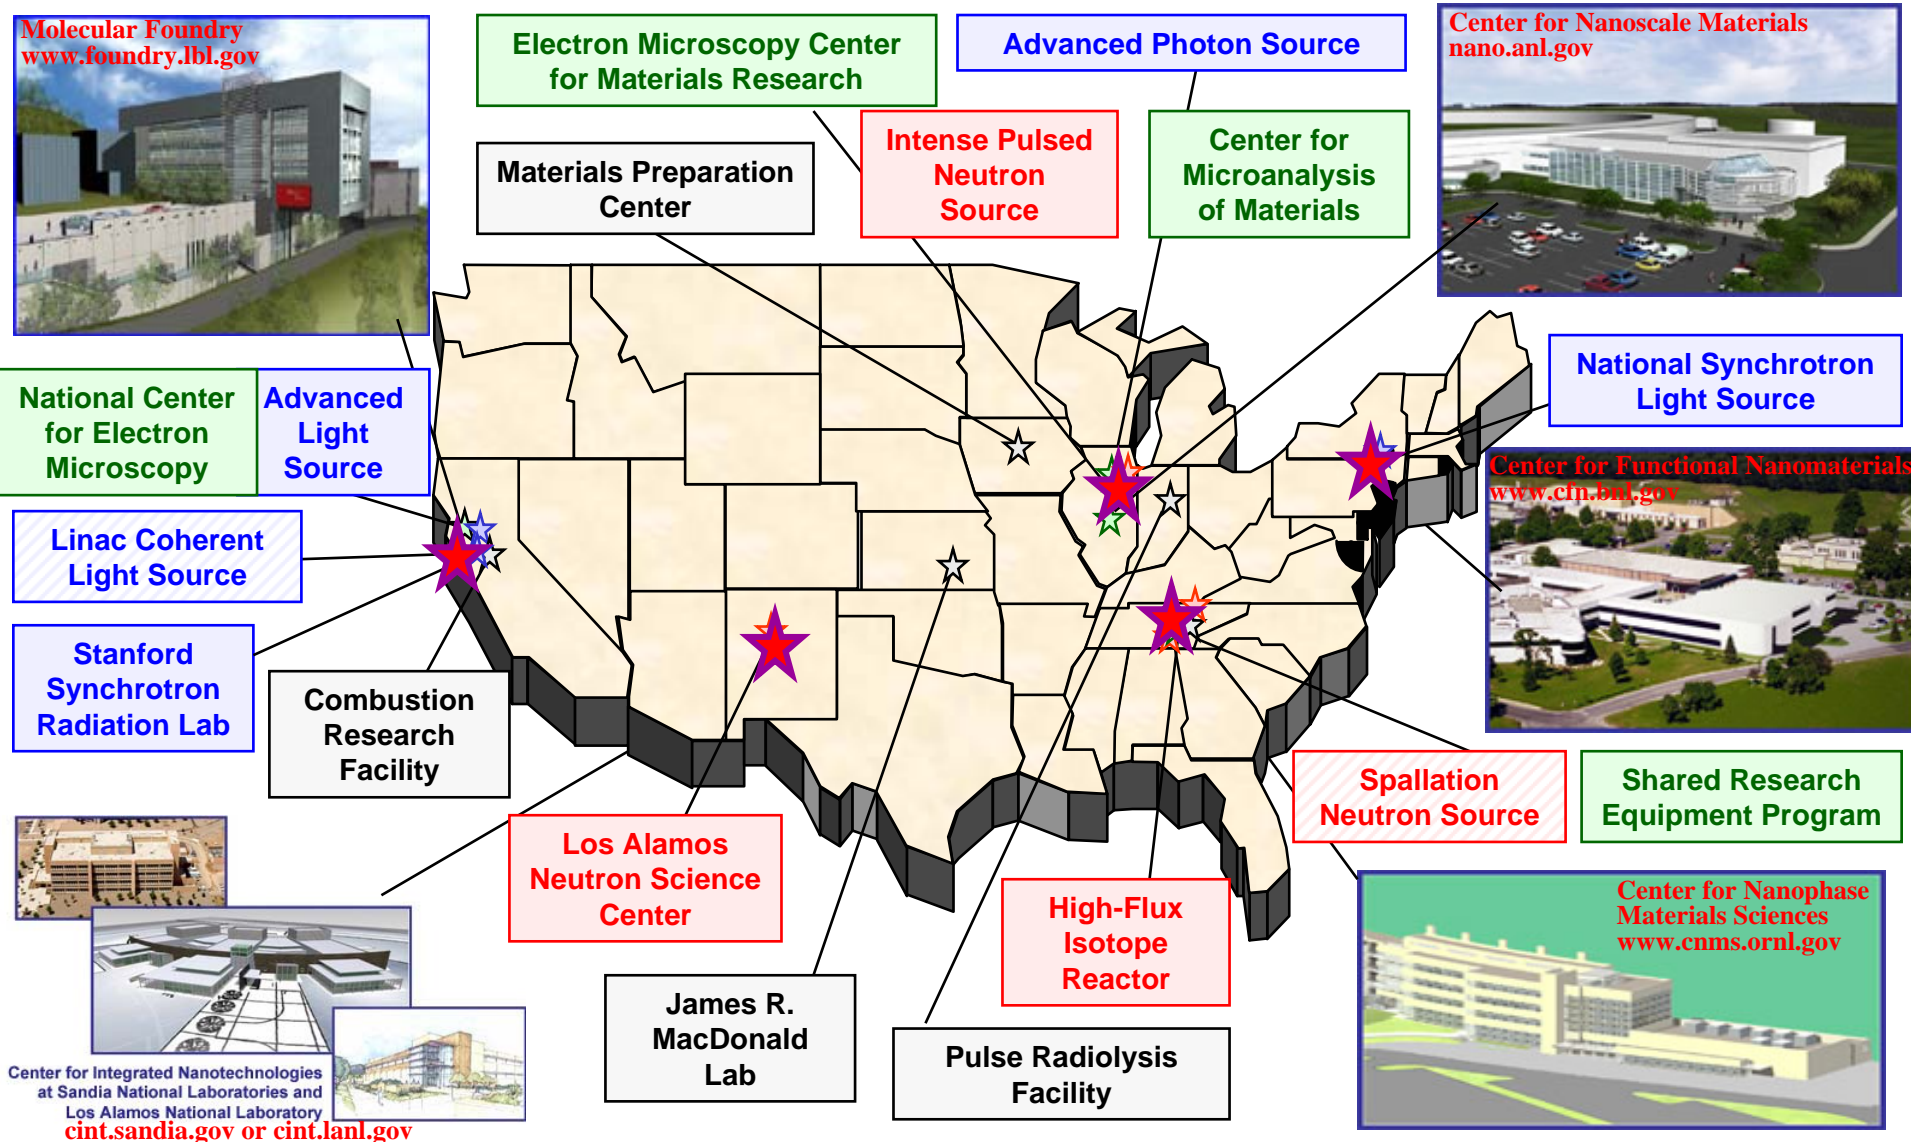 Molecular Foundry
www.foundry.lbl.gov
Electron Microscopy Center
for Materials Research
Advanced Photon Source
Center for Nanoscale Materials
nano.anl.gov
Materials Preparation
Center
Intense Pulsed
Neutron
Source
Center for
Microanalysis
of Materials
National Center
for Electron
Microscopy
Advanced
Light
Source
National Synchrotron
Light Source
Center for Functional Nanomaterials
www.cfn.bnl.gov
Linac Coherent
Light Source
Stanford
Synchrotron
Radiation Lab
Combustion
Research
Facility
Los Alamos
Neutron Science
Center
Spallation
Neutron Source
Shared Research
Equipment Program
High-Flux
Isotope
Reactor
Center for Nanophase
Materials Sciences
www.cnms.ornl.gov
James R.
MacDonald
Lab
Pulse Radiolysis
Facility
Center for Integrated Nanotechnologies
at Sandia National Laboratories and
Los Alamos National Laboratory
cint.sandia.gov or cint.lanl.gov